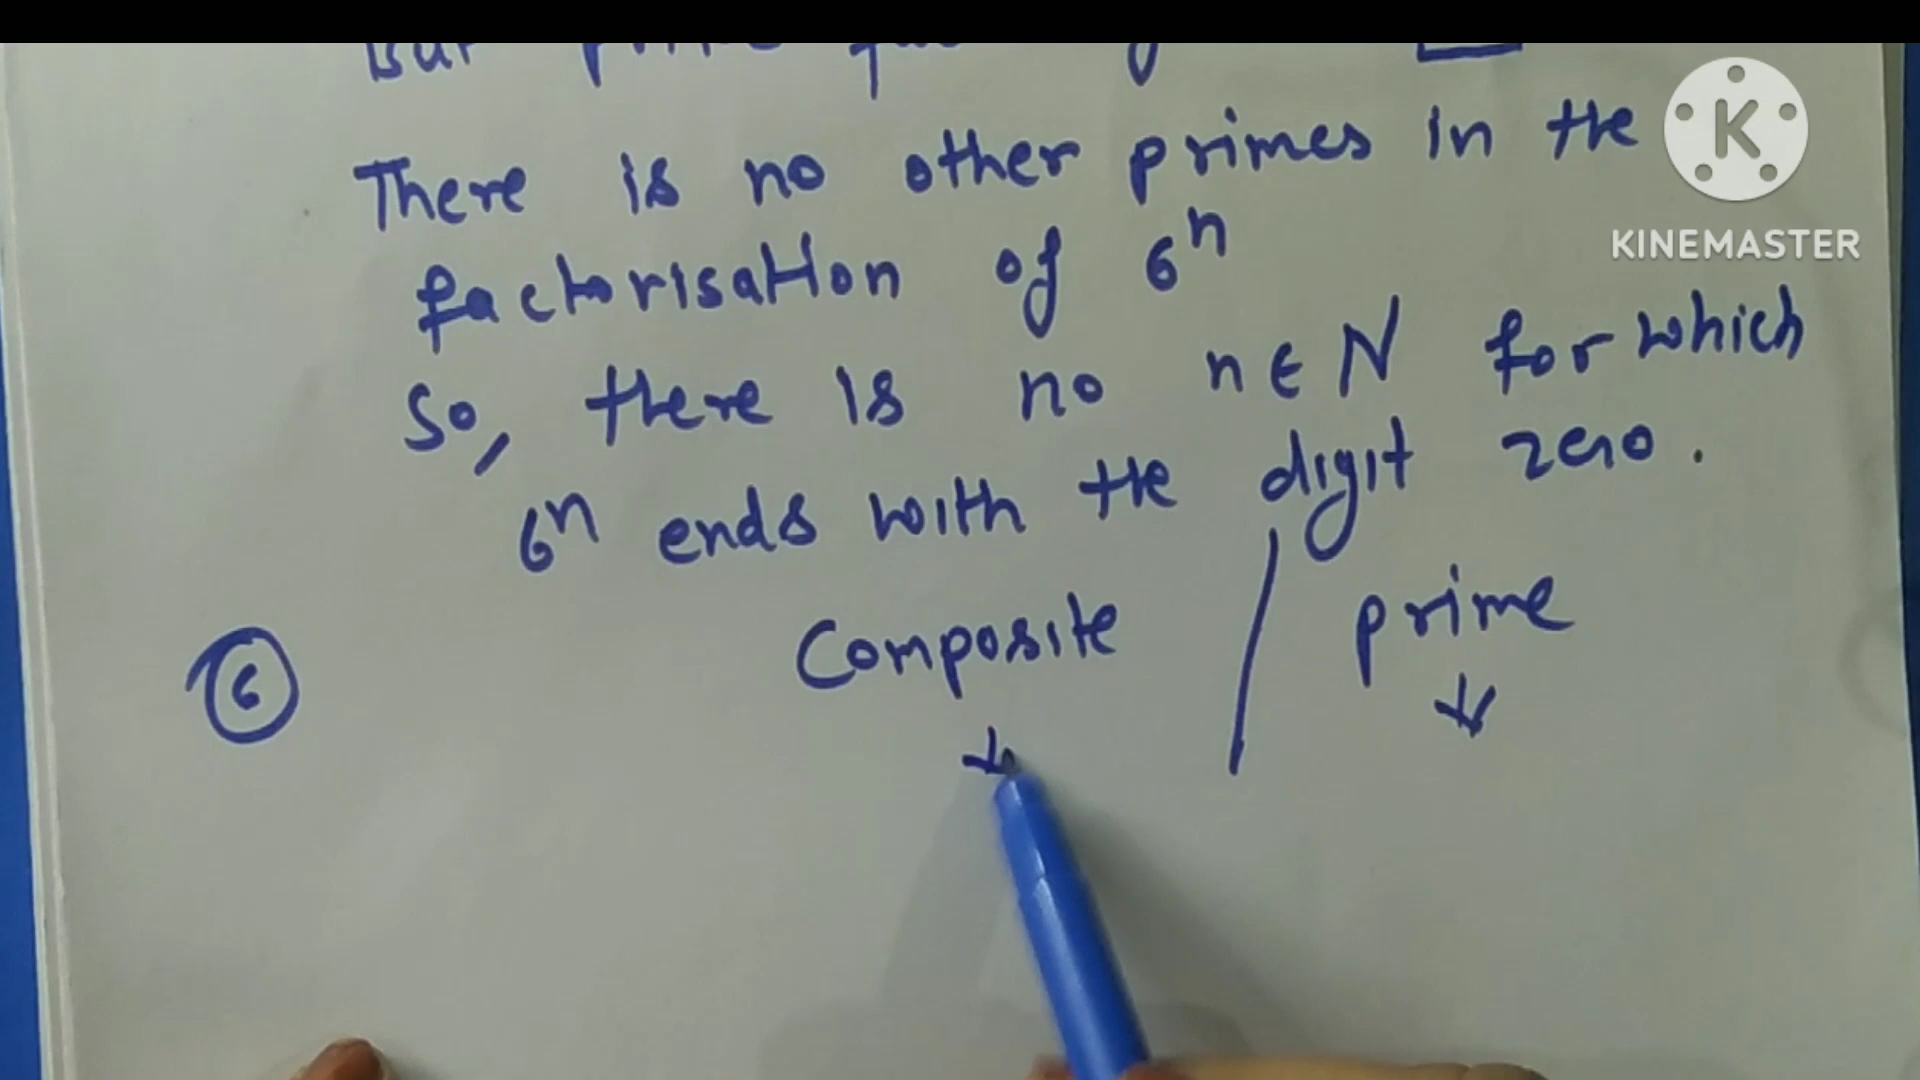 There is no other primes in the
factorisation of 6ⁿ
So, there is no n ∈ N for which
6ⁿ ends with the digit zero.
6
Composite / prime
↓ ↓
K
KINEMASTER